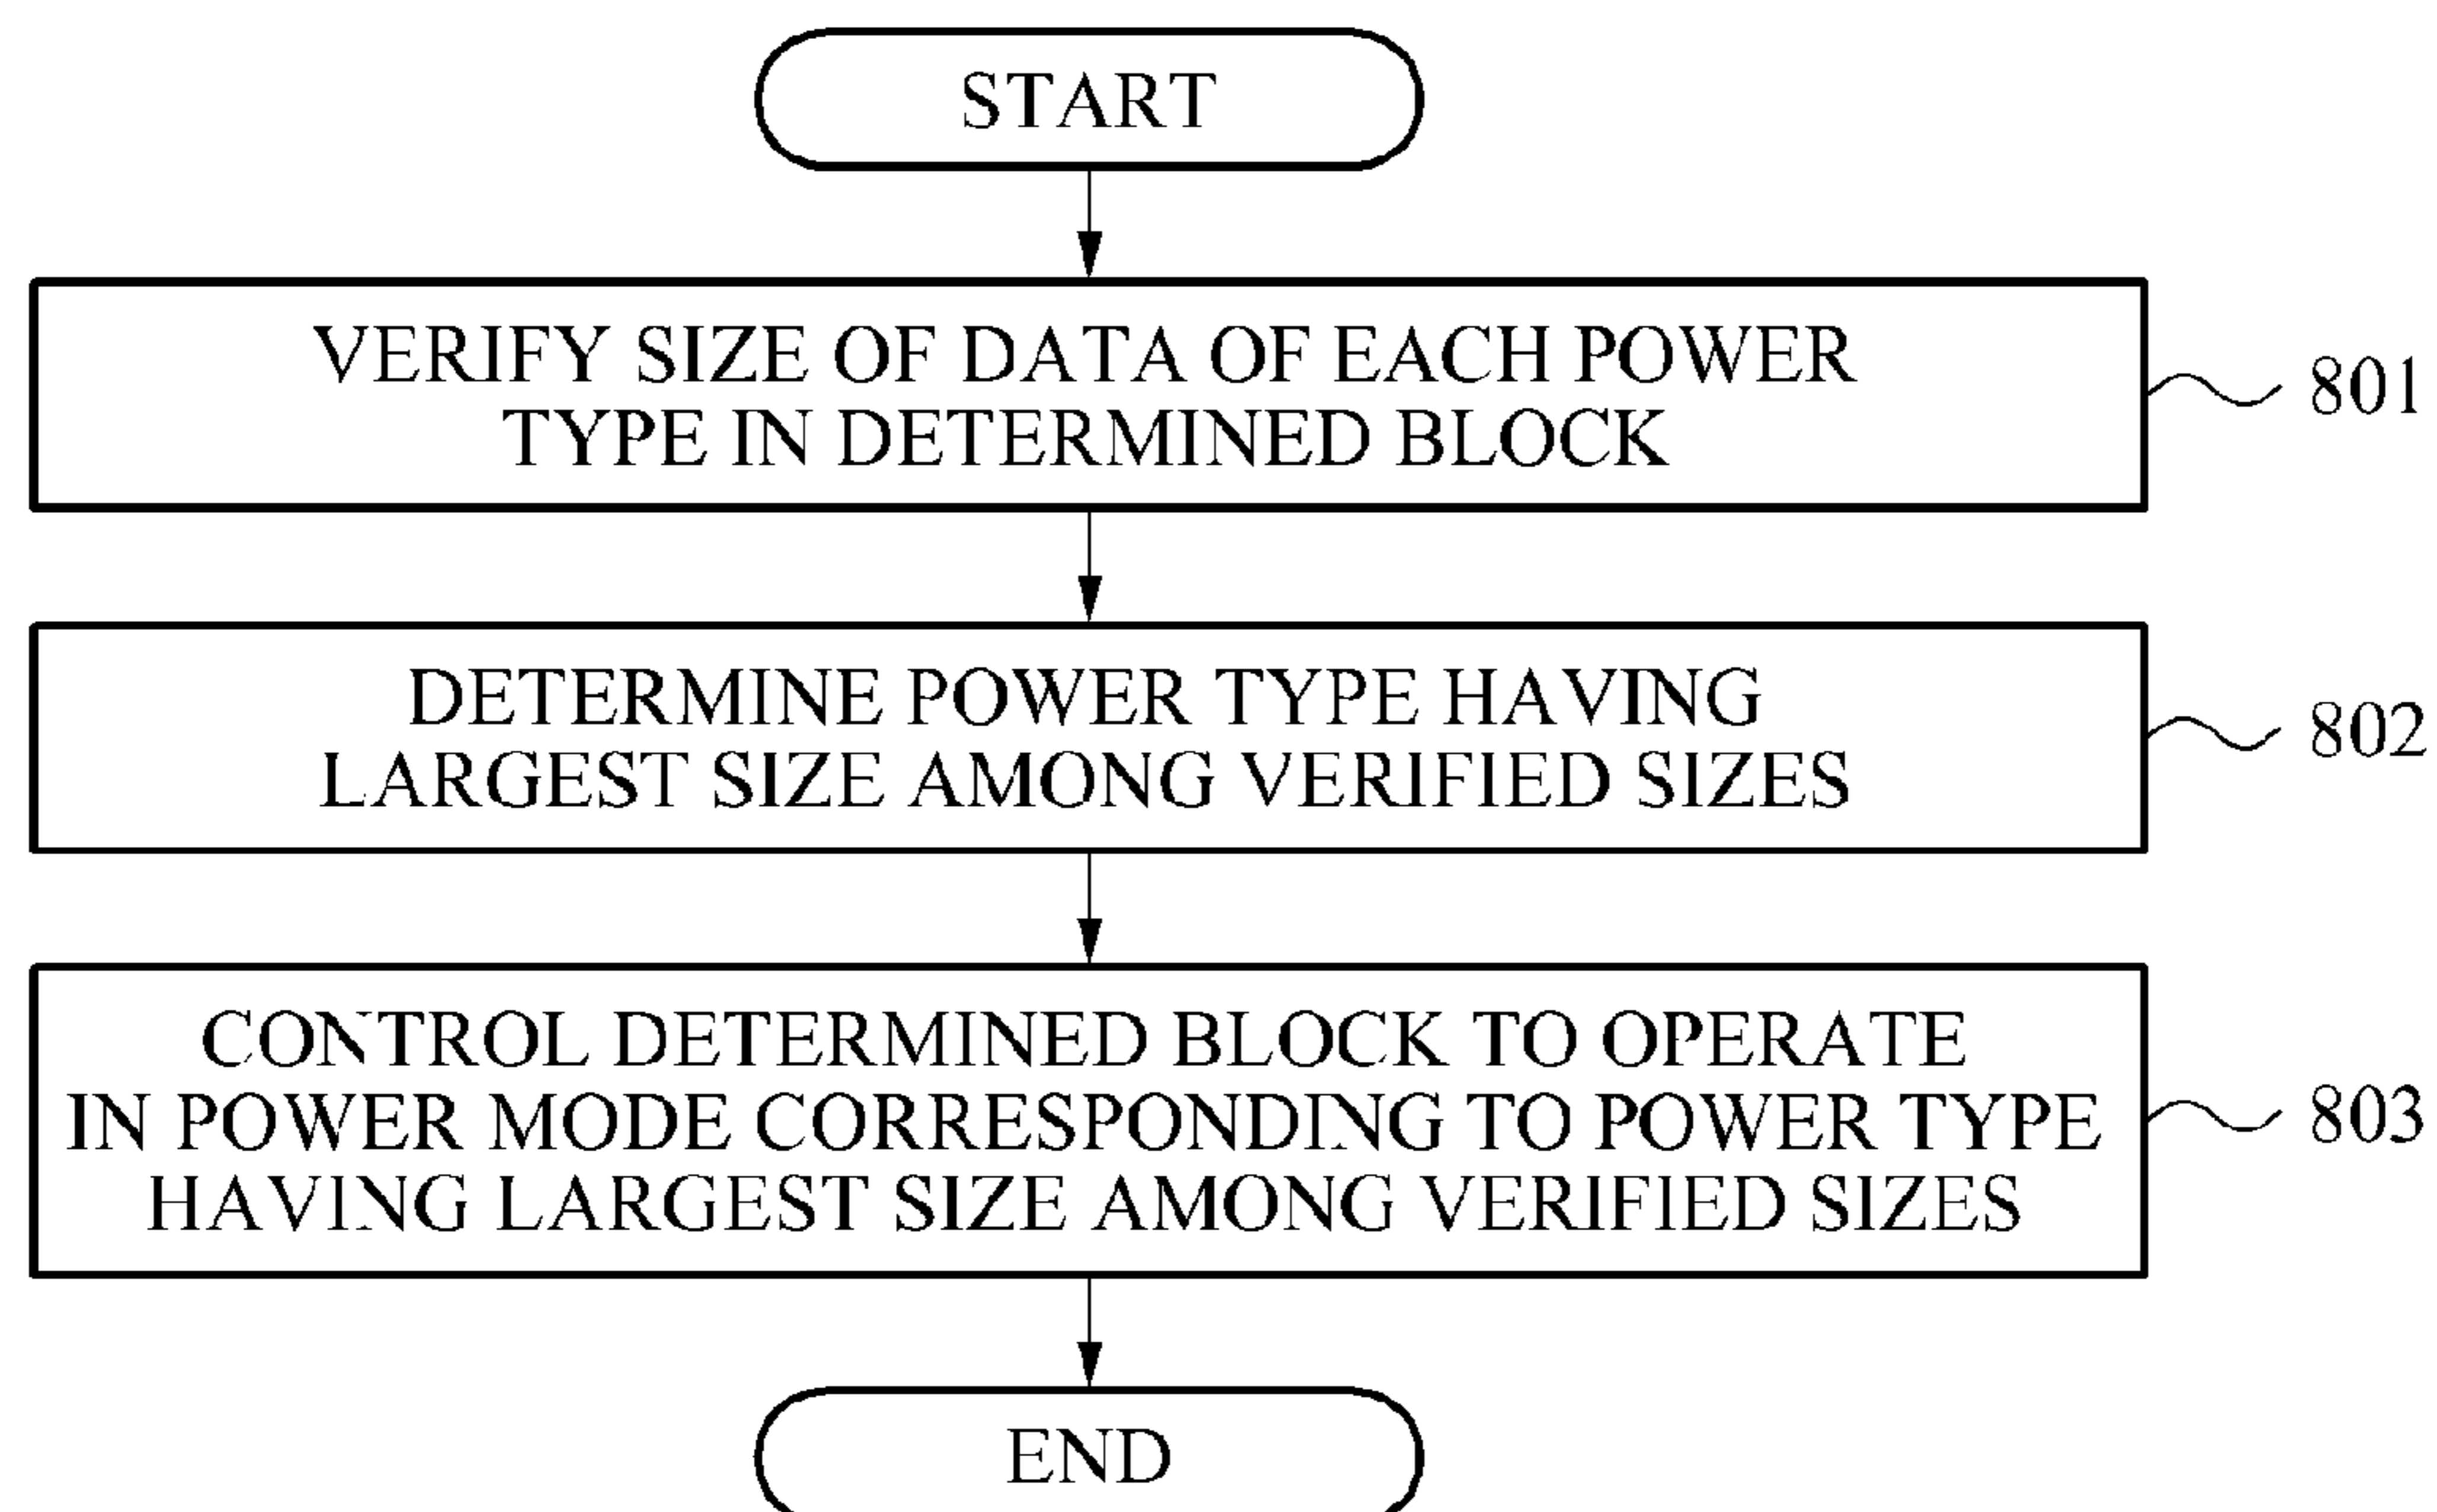 START
VERIFY SIZE OF DATA OF EACH POWER
TYPE IN DETERMINED BLOCK
801
DETERMINE POWER TYPE HAVING
LARGEST SIZE AMONG VERIFIED SIZES
802
CONTROL DETERMINED BLOCK TO OPERATE
IN POWER MODE CORRESPONDING TO POWER TYPE
HAVING LARGEST SIZE AMONG VERIFIED SIZES
803
END